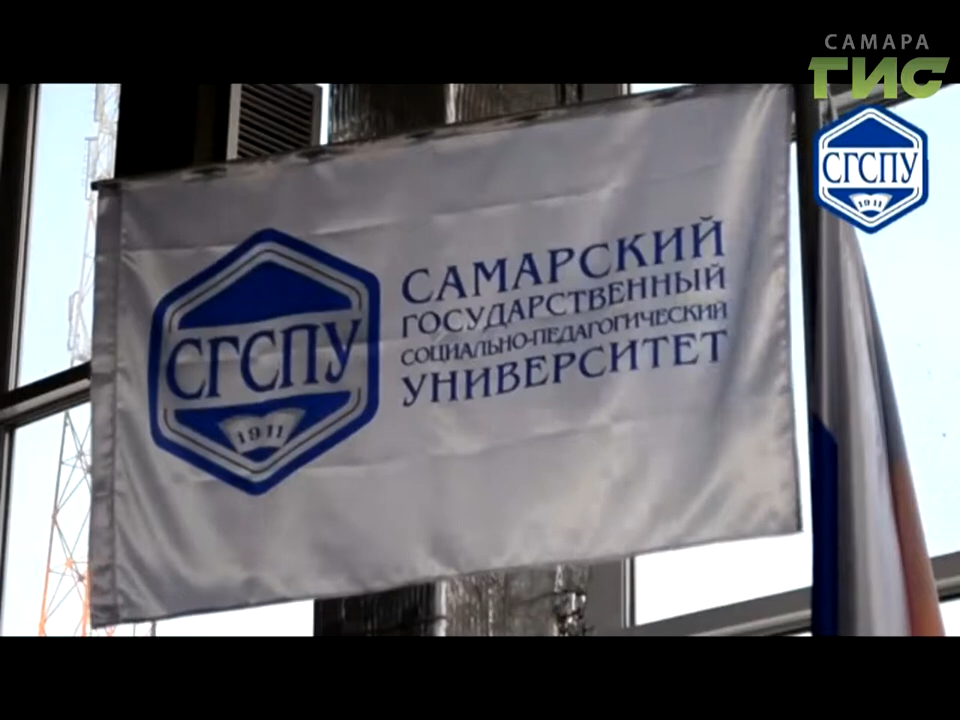 САМАРА
ГИС
СГСПУ
1911
САМАРСКИЙ
ГОСУДАРСТВЕННЫЙ
СОЦИАЛЬНО-ПЕДАГОГИЧЕСКИЙ
УНИВЕРСИТЕТ
СГСПУ
1911